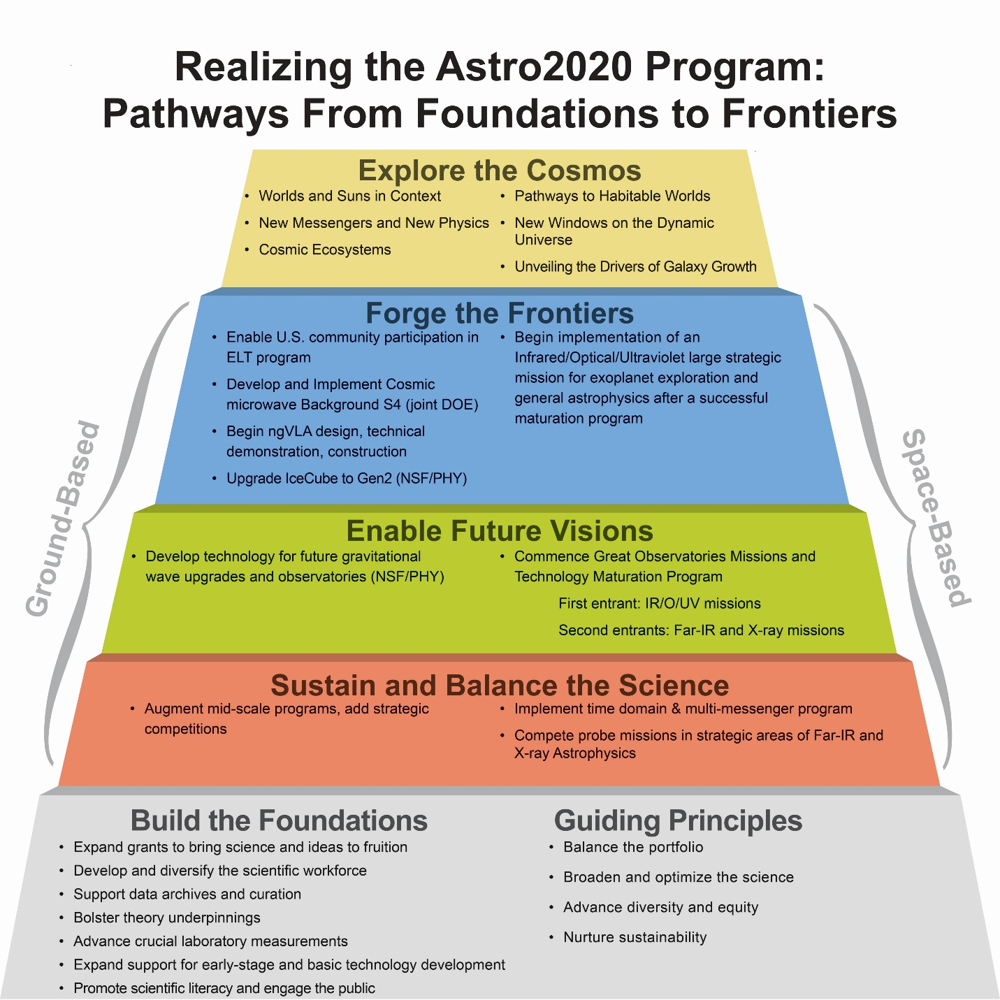 Realizing the Astro2020 Program:
Pathways From Foundations to Frontiers
Explore the Cosmos
• Worlds and Suns in Context
• New Messengers and New Physics
• Cosmic Ecosystems
• Pathways to Habitable Worlds
• New Windows on the Dynamic
Universe
• Unveiling the Drivers of Galaxy Growth
Forge the Frontiers
• Enable U.S. community participation in
ELT program
• Develop and Implement Cosmic
microwave Background S4 (joint DOE)
• Begin ngVLA design, technical
demonstration, construction
• Upgrade IceCube to Gen2 (NSF/PHY)
• Begin implementation of an
Infrared/Optical/Ultraviolet large strategic
mission for exoplanet exploration and
general astrophysics after a successful
maturation program
Ground-Based
Space-Based
Enable Future Visions
• Develop technology for future gravitational
wave upgrades and observatories (NSF/PHY)
• Commence Great Observatories Missions and
Technology Maturation Program
First entrant: IR/O/UV missions
Second entrants: Far-IR and X-ray missions
Sustain and Balance the Science
• Augment mid-scale programs, add strategic
competitions
• Implement time domain & multi-messenger program
• Compete probe missions in strategic areas of Far-IR and
X-ray Astrophysics
Build the Foundations
• Expand grants to bring science and ideas to fruition
• Develop and diversify the scientific workforce
• Support data archives and curation
• Bolster theory underpinnings
• Advance crucial laboratory measurements
• Expand support for early-stage and basic technology development
• Promote scientific literacy and engage the public
Guiding Principles
• Balance the portfolio
• Broaden and optimize the science
• Advance diversity and equity
• Nurture sustainability